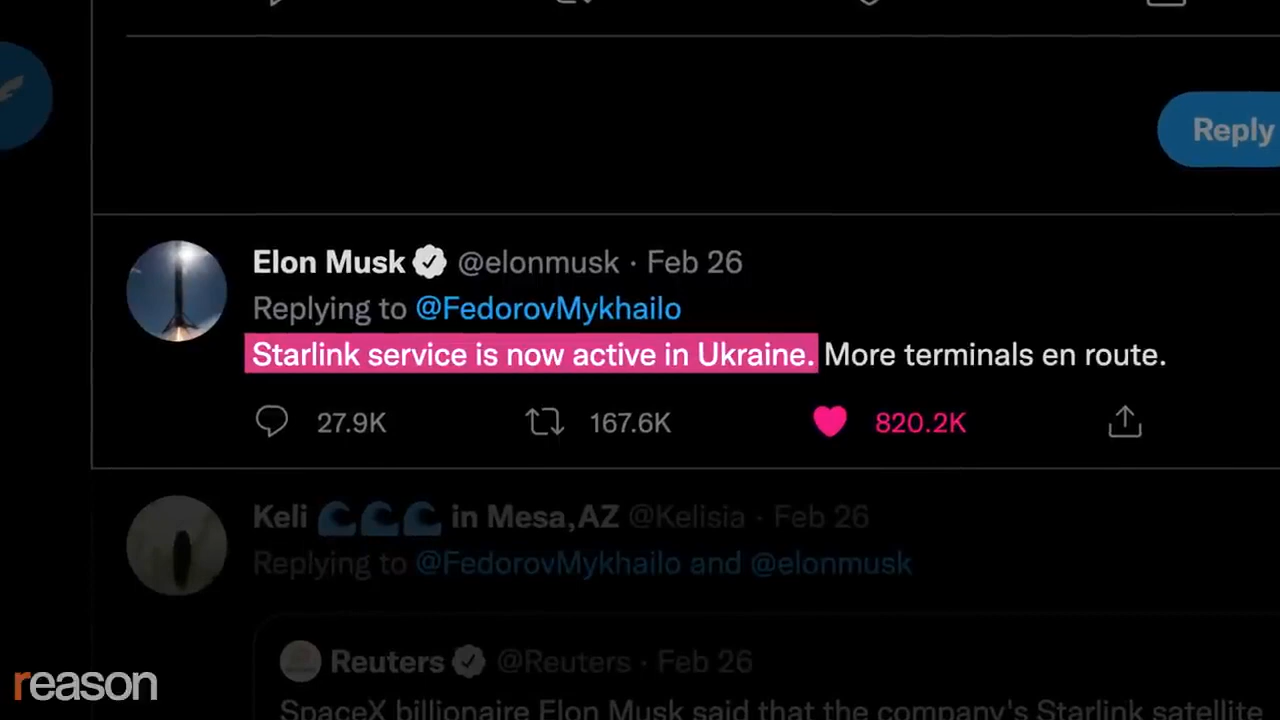 Reply
Elon Musk @elonmusk · Feb 26
Replying to @FedorovMykhailo
Starlink service is now active in Ukraine. More terminals en route.
27.9K 167.6K 820.2K
Keli 🌊🌊🌊 in Mesa,AZ @Kelisia · Feb 26
Replying to @FedorovMykhailo and @elonmusk
Reuters @Reuters · Feb 26
SpaceX billionaire Elon Musk said that the company's Starlink satellite
reason